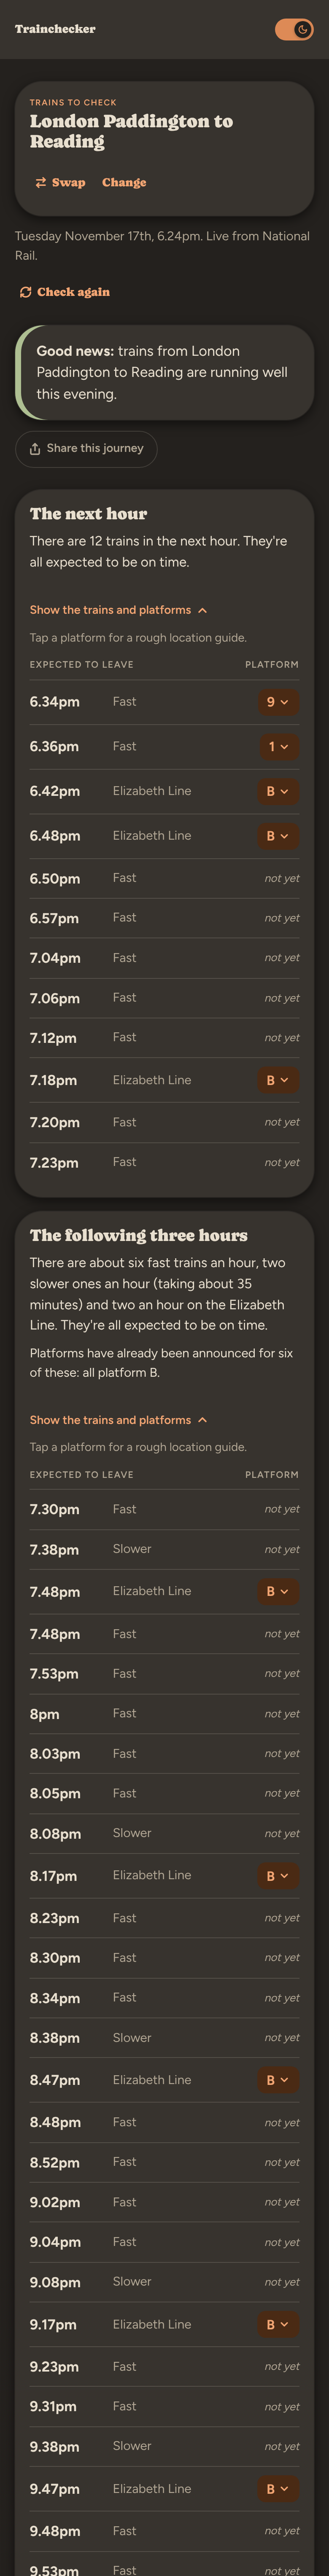 Trainchecker
TRAINS TO CHECK
London Paddington to
Reading
Swap Change
Tuesday November 17th, 6.24pm. Live from National
Rail.
Check again
Good news: trains from London
Paddington to Reading are running well
this evening.
Share this journey
The next hour
There are 12 trains in the next hour. They're
all expected to be on time.
Show the trains and platforms
Tap a platform for a rough location guide.
EXPECTED TO LEAVE PLATFORM
6.34pm Fast 9
6.36pm Fast 1
6.42pm Elizabeth Line B
6.48pm Elizabeth Line B
6.50pm Fast not yet
6.57pm Fast not yet
7.04pm Fast not yet
7.06pm Fast not yet
7.12pm Fast not yet
7.18pm Elizabeth Line B
7.20pm Fast not yet
7.23pm Fast not yet
The following three hours
There are about six fast trains an hour, two
slower ones an hour (taking about 35
minutes) and two an hour on the Elizabeth
Line. They're all expected to be on time.
Platforms have already been announced for six
of these: all platform B.
Show the trains and platforms
Tap a platform for a rough location guide.
EXPECTED TO LEAVE PLATFORM
7.30pm Fast not yet
7.38pm Slower not yet
7.48pm Elizabeth Line B
7.48pm Fast not yet
7.53pm Fast not yet
8pm Fast not yet
8.03pm Fast not yet
8.05pm Fast not yet
8.08pm Slower not yet
8.17pm Elizabeth Line B
8.23pm Fast not yet
8.30pm Fast not yet
8.34pm Fast not yet
8.38pm Slower not yet
8.47pm Elizabeth Line B
8.48pm Fast not yet
8.52pm Fast not yet
9.02pm Fast not yet
9.04pm Fast not yet
9.08pm Slower not yet
9.17pm Elizabeth Line B
9.23pm Fast not yet
9.31pm Fast not yet
9.38pm Slower not yet
9.47pm Elizabeth Line B
9.48pm Fast not yet
9.53pm Fast not yet